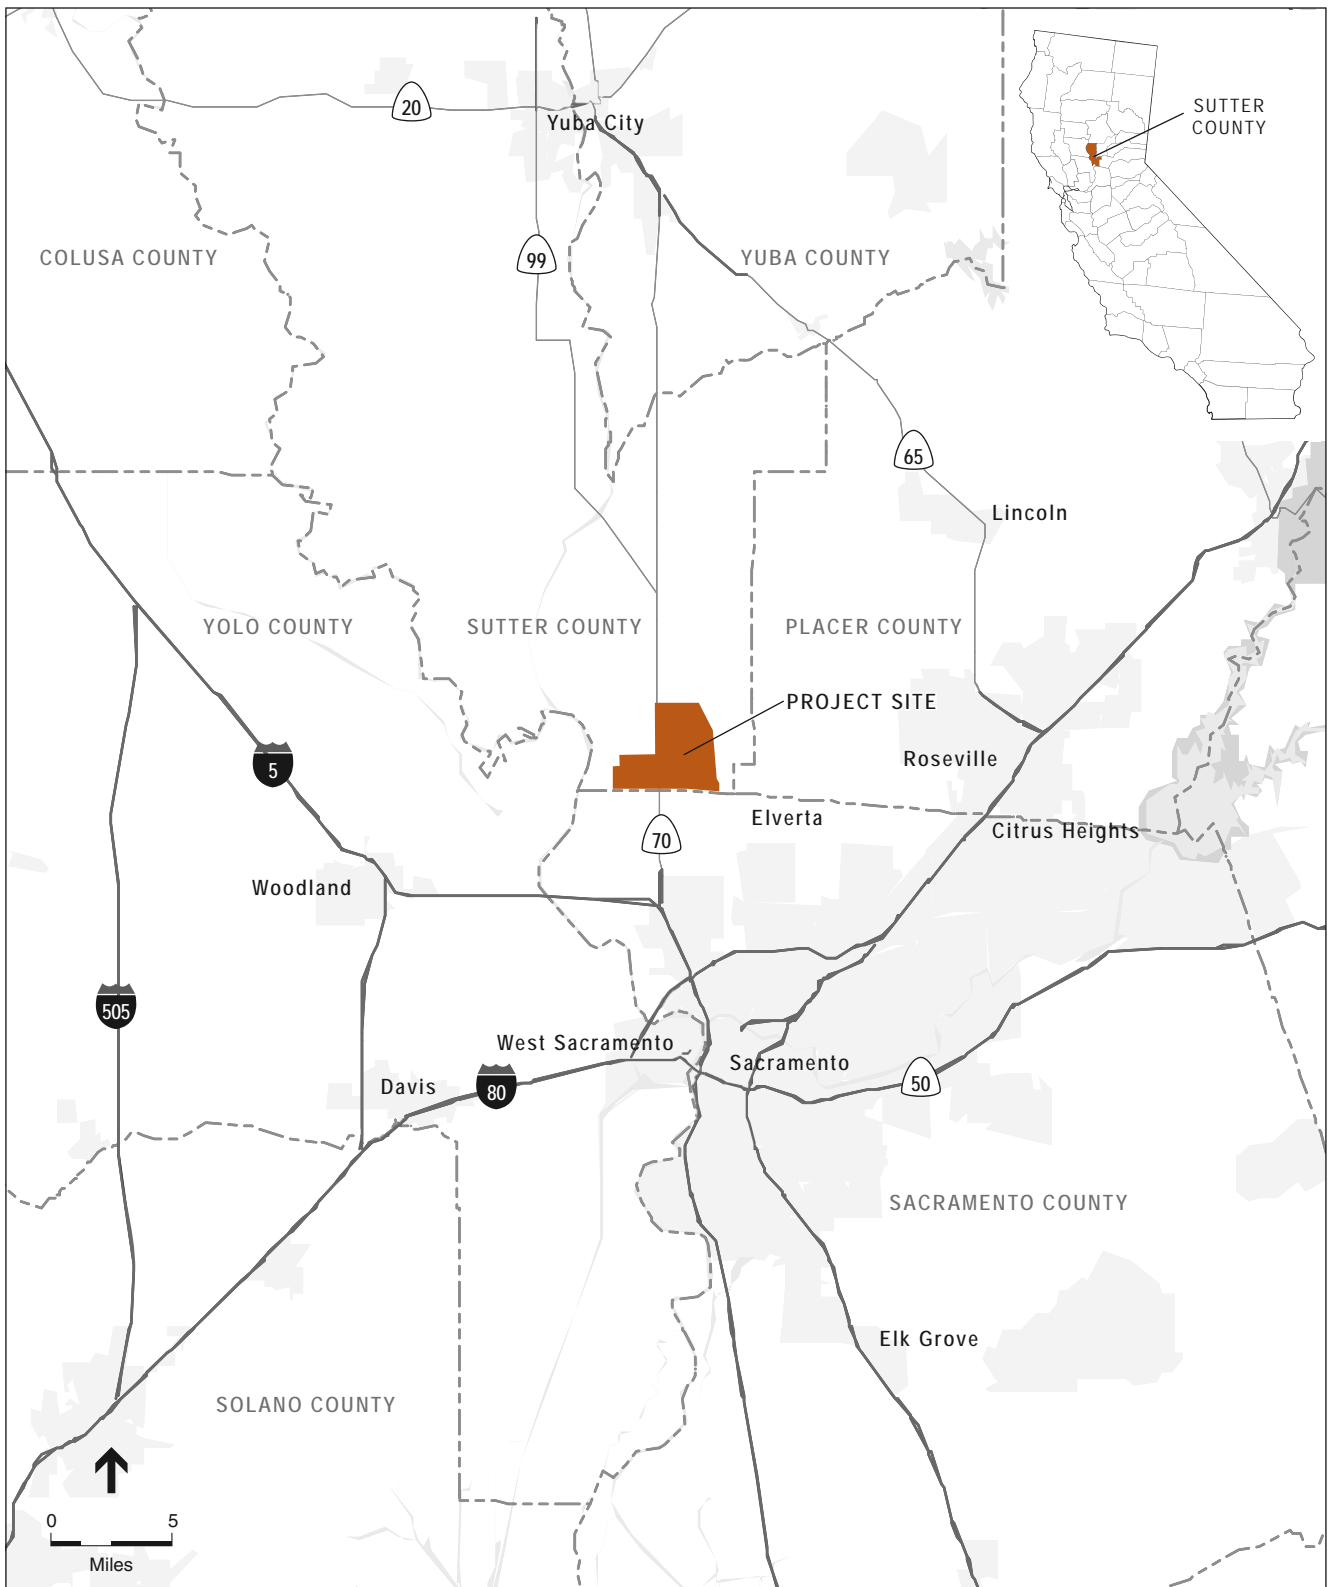 20
Yuba City
SUTTER
COUNTY
COLUSA COUNTY
99
YUBA COUNTY
65
Lincoln
YOLO COUNTY
SUTTER COUNTY
PLACER COUNTY
PROJECT SITE
5
Roseville
Elverta
70
Citrus Heights
Woodland
505
West Sacramento
Sacramento
Davis
80
50
SACRAMENTO COUNTY
Elk Grove
SOLANO COUNTY
0 5
Miles